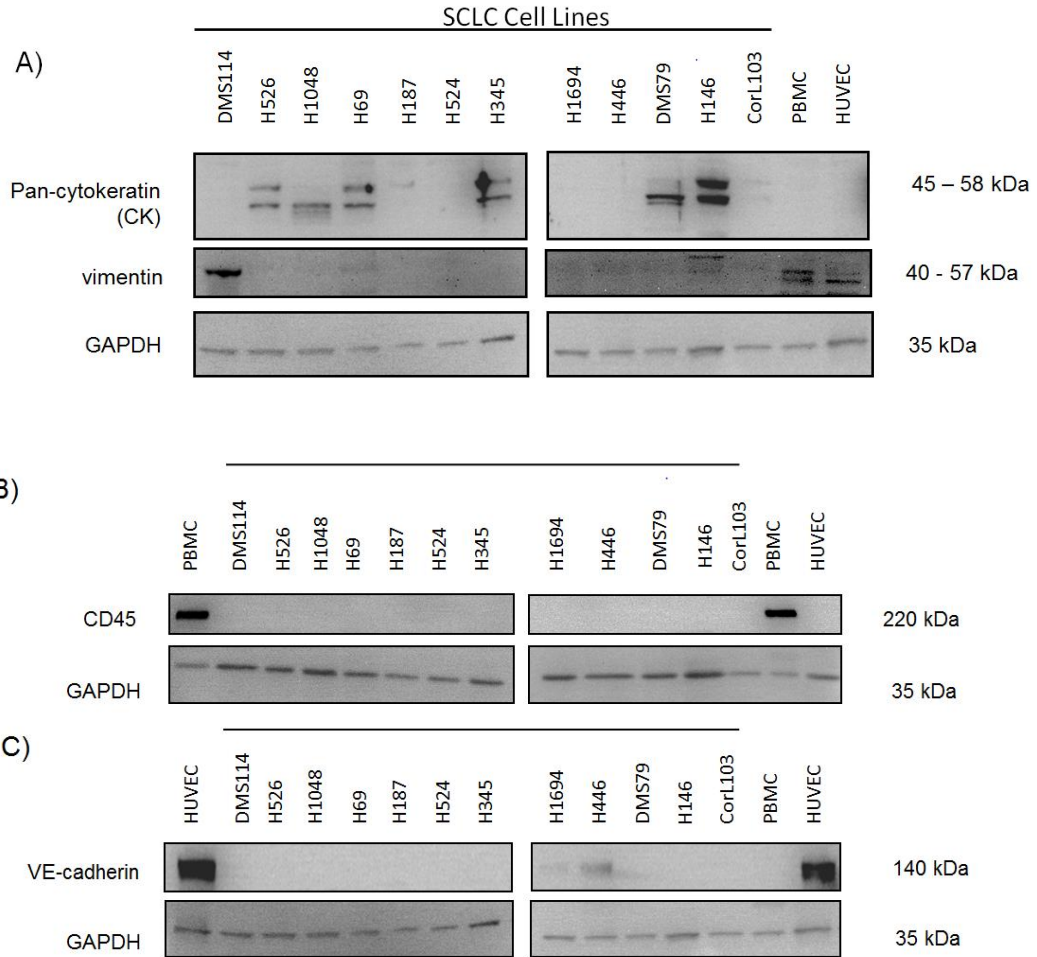 SCLC Cell Lines
A)
DMS114 H526 H1048 H69 H187 H524 H345 H1694 H446 DMS79 H146 CorL103 PBMC HUVEC
Pan-cytokeratin
(CK)
45 – 58 kDa
vimentin
40 - 57 kDa
GAPDH
35 kDa
B)
PBMC DMS114 H526 H1048 H69 H187 H524 H345 H1694 H446 DMS79 H146 CorL103 PBMC HUVEC
CD45
220 kDa
GAPDH
35 kDa
C)
HUVEC DMS114 H526 H1048 H69 H187 H524 H345 H1694 H446 DMS79 H146 CorL103 PBMC HUVEC
VE-cadherin
140 kDa
GAPDH
35 kDa